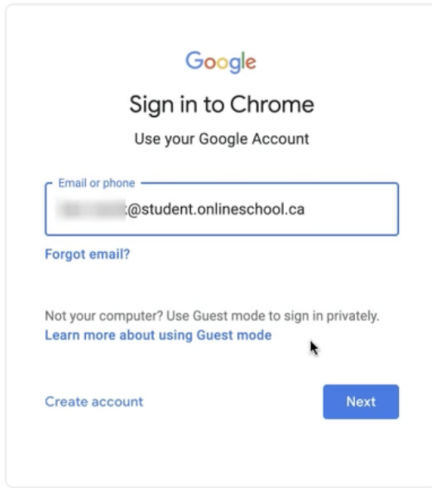 Google
Sign in to Chrome
Use your Google Account
Email or phone
@student.onlineschool.ca
Forgot email?
Not your computer? Use Guest mode to sign in privately.
Learn more about using Guest mode
Create account
Next